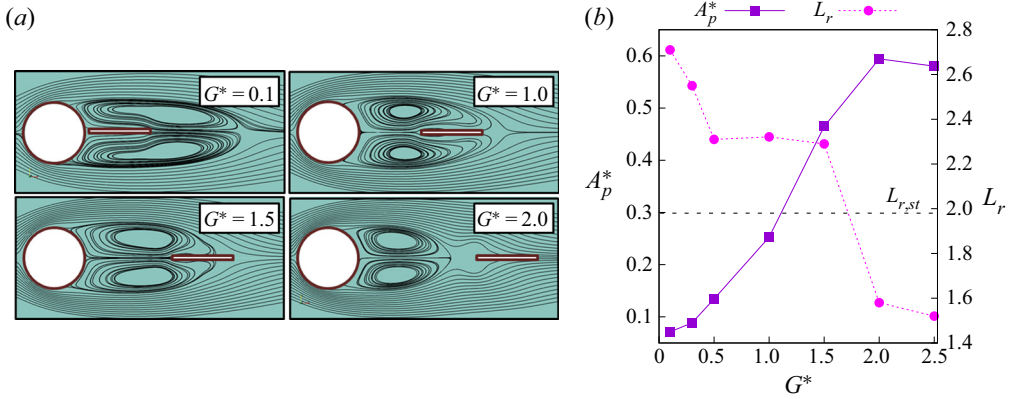 (a)
G* = 0.1
G* = 1.0
G* = 1.5
G* = 2.0
(b)
A*p
Lr
0.6
0.5
0.4
0.3
0.2
0.1
A*p
0
0.5
1.0
1.5
2.0
2.5
G*
2.8
2.6
2.4
2.2
2.0
1.8
1.6
1.4
Lr
Lr,st